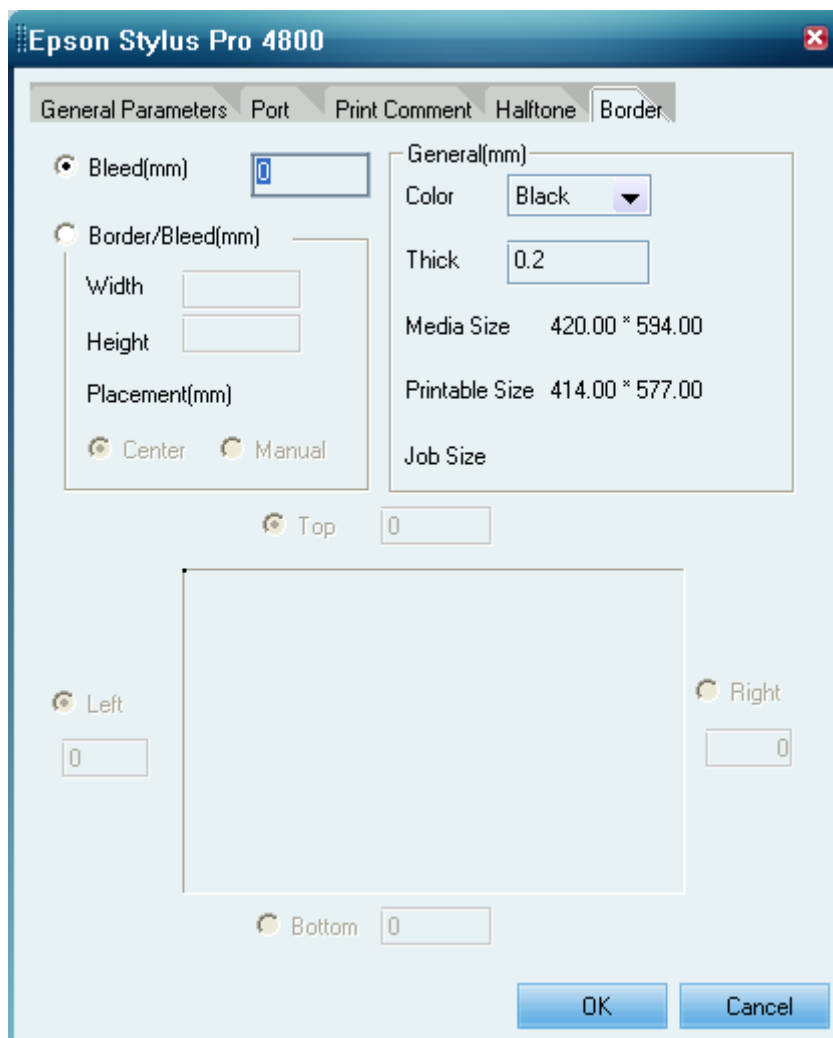 Epson Stylus Pro 4800
General Parameters Port Print Comment Halftone Border
Bleed(mm) 0
Border/Bleed(mm)
Width
Height
Placement(mm)
Center Manual
General(mm)
Color Black
Thick 0.2
Media Size 420.00 * 594.00
Printable Size 414.00 * 577.00
Job Size
Top 0
Left
0
Right
0
Bottom 0
OK Cancel